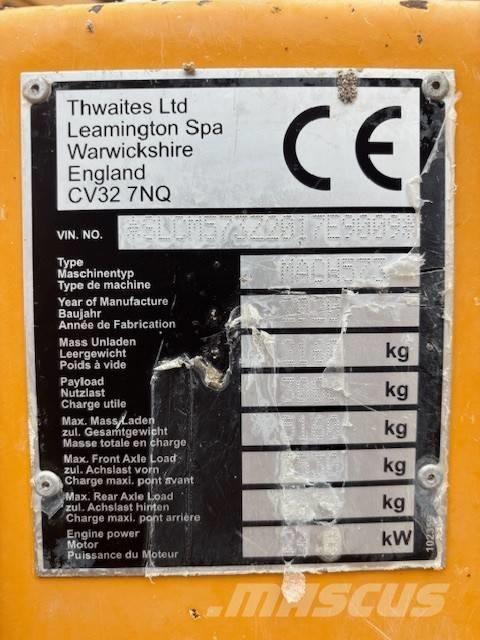 Thwaites Ltd
Leamington Spa
Warwickshire
England
CV32 7NQ
CE
VIN. NO.
Type
Maschinentyp
Type de machine
Year of Manufacture
Baujahr
Année de Fabrication
Mass Unladen
Leergewicht
Poids à vide
kg
Payload
Nutzlast
Charge utile
kg
Max. Mass Laden
zul. Gesamtgewicht
Masse totale en charge
kg
Max. Front Axle Load
zul. Achslast vorn
Charge maxi. pont avant
kg
Max. Rear Axle Load
zul. Achslast hinten
Charge maxi. pont arrière
kg
Engine power
Motor
Puissance du Moteur
kW
MASCUS